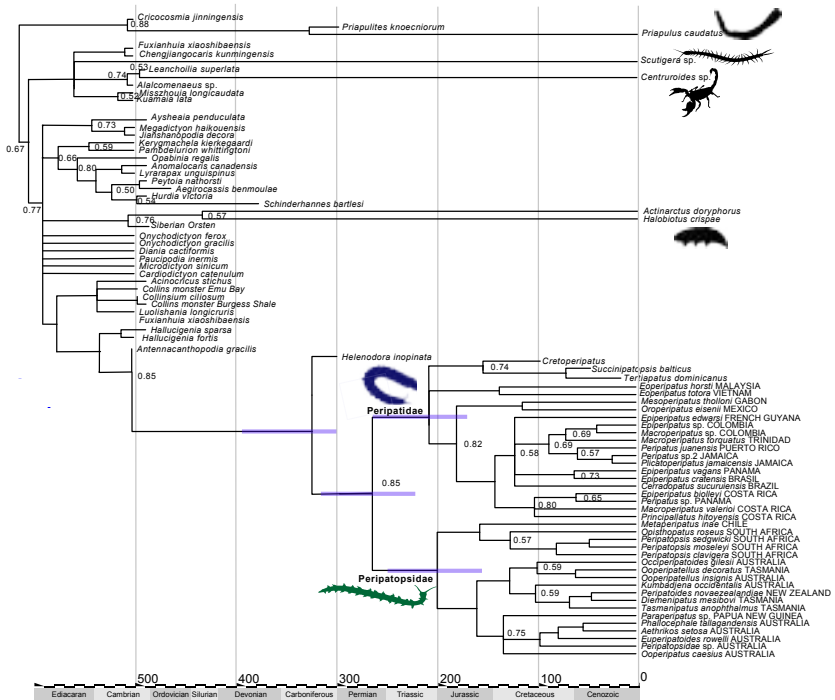 Cricocosmia jinningensis
0.88
Priapulites knoecniorum
Priapulus caudatus
Fuxianhuia xiaoshibaensis
Chengjiangocaris kunmingensis
Scutigera sp.
0.53
Leanchoilia superlata
0.74
Centruroides sp.
Alalcomenaeus sp.
Misszhouia longicaudata
0.52
Kuamaia lata
0.67
Aysheaia penduculata
0.73
Megadictyon haikouensis
Jianshanopodia decora
Kerygmachela kierkegaardi
0.59
Pambdelurion whittingtoni
0.66
Opabinia regalis
Anomalocaris canadensis
0.80
Lyrarapax unguispinus
Peytoia nathorsti
0.50
Aegirocassis benmoulae
Hurdia victoria
0.54
Schinderhannes bartlesi
0.77
Actinarctus doryphorus
0.76
0.57
Halobiotus crispae
Siberian Orsten
Onychodictyon ferox
Onychodictyon gracilis
Diania cactiformis
Paucipodia inermis
Microdictyon sinicum
Cardiodictyon catenulum
Acinocricus stichus
Collins monster Emu Bay
Collinsium ciliosum
Collins monster Burgess Shale
Luolishania longicruris
Fuxianhuia xiaoshibaensis
Hallucigenia sparsa
Hallucigenia fortis
Antennacanthopodia gracilis
0.85
Helenodora inopinata
Cretoperipatus
0.74
Succinipatopsis balticus
Tertiapatus dominicanus
Eoperipatus horsti MALAYSIA
Eoperipatus totora VIETNAM
Mesoperipatus tholloni GABON
Oroperipatus eisenii MEXICO
Peripatidae
Epiperipatus edwarsi FRENCH GUYANA
Epiperipatus sp. COLOMBIA
0.69
Macroperipatus sp. COLOMBIA
Macroperipatus torquatus TRINIDAD
0.82
0.69
Peripatus juanensis PUERTO RICO
0.58
0.57
Peripatus sp.2 JAMAICA
Plicatoperipatus jamaicensis JAMAICA
Epiperipatus vagans PANAMA
0.73
Epiperipatus cratensis BRASIL
Cerradopatus sucuruiensis BRAZIL
0.85
Epiperipatus biolleyi COSTA RICA
0.65
Peripatus sp. PANAMA
0.80
Macroperipatus valerioi COSTA RICA
Principallatus hitoyensis COSTA RICA
Metaperipatus inae CHILE
Opisthopatus roseus SOUTH AFRICA
0.57
Peripatopsis sedgwicki SOUTH AFRICA
Peripatopsis moseleyi SOUTH AFRICA
Peripatopsis clavigera SOUTH AFRICA
Occiperipatoides gilesii AUSTRALIA
0.59
Ooperipatellus decoratus TASMANIA
Ooperipatellus insignis AUSTRALIA
Peripatopsidae
Kumbadjena occidentalis AUSTRALIA
0.59
Peripatoides novaezealandiae NEW ZEALAND
Diemenipatus mesibovi TASMANIA
Tasmanipatus anophthalmus TASMANIA
Paraperipatus sp. PAPUA NEW GUINEA
Phallocephale tallagandensis AUSTRALIA
0.75
Aethrikos setosa AUSTRALIA
Euperipatoides rowelli AUSTRALIA
Peripatopsidae sp. AUSTRALIA
Ooperipatus caesius AUSTRALIA
500 400 300 200 100 0
Ediacaran Cambrian Ordovician Silurian Devonian Carboniferous Permian Triassic Jurassic Cretaceous Cenozoic